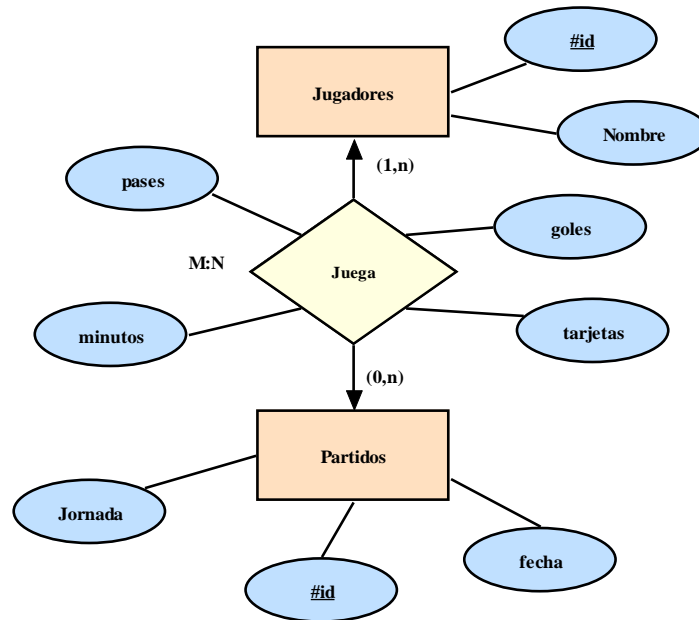 #id
Jugadores
Nombre
(1,n)
pases
goles
M:N
Juega
minutos
tarjetas
(0,n)
Partidos
Jornada
fecha
#id